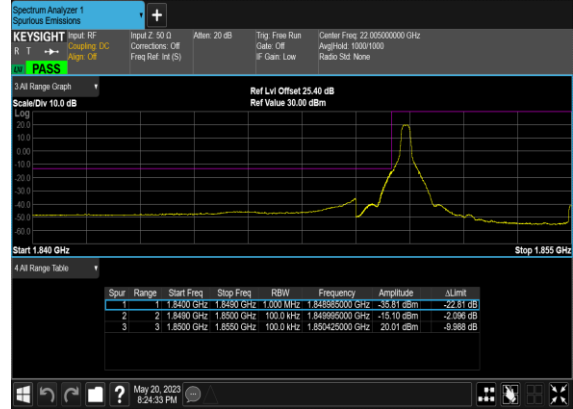 Spectrum Analyzer 1
Spurious Emissions
+
KEYSIGHT Input: RF Input Z: 50 Ω Atten: 20 dB Trig: Free Run Center Freq: 22.005000000 GHz
R T Coupling: DC Corrections: Off Gate: Off Avg|Hold: 1000/1000
Align: Off Freq Ref: Int (S) IF Gain: Low Radio Std: None
PASS
3 All Range Graph
Ref Lvl Offset 25.40 dB
Scale/Div 10.0 dB Ref Value 30.00 dBm
Log
20.0
10.0
0.00
-10.0
-20.0
-30.0
-40.0
-50.0
-60.0
Start 1.840 GHz Stop 1.855 GHz
4 All Range Table
Spur Range Start Freq Stop Freq RBW Frequency Amplitude ΔLimit
1 1 1.8400 GHz 1.8490 GHz 1.000 MHz 1.848985000 GHz -35.81 dBm -22.81 dB
2 2 1.8490 GHz 1.8500 GHz 100.0 kHz 1.849995000 GHz -15.10 dBm -2.096 dB
3 3 1.8500 GHz 1.8550 GHz 100.0 kHz 1.850425000 GHz 20.01 dBm -9.988 dB
? May 20, 2023
8:24:33 PM